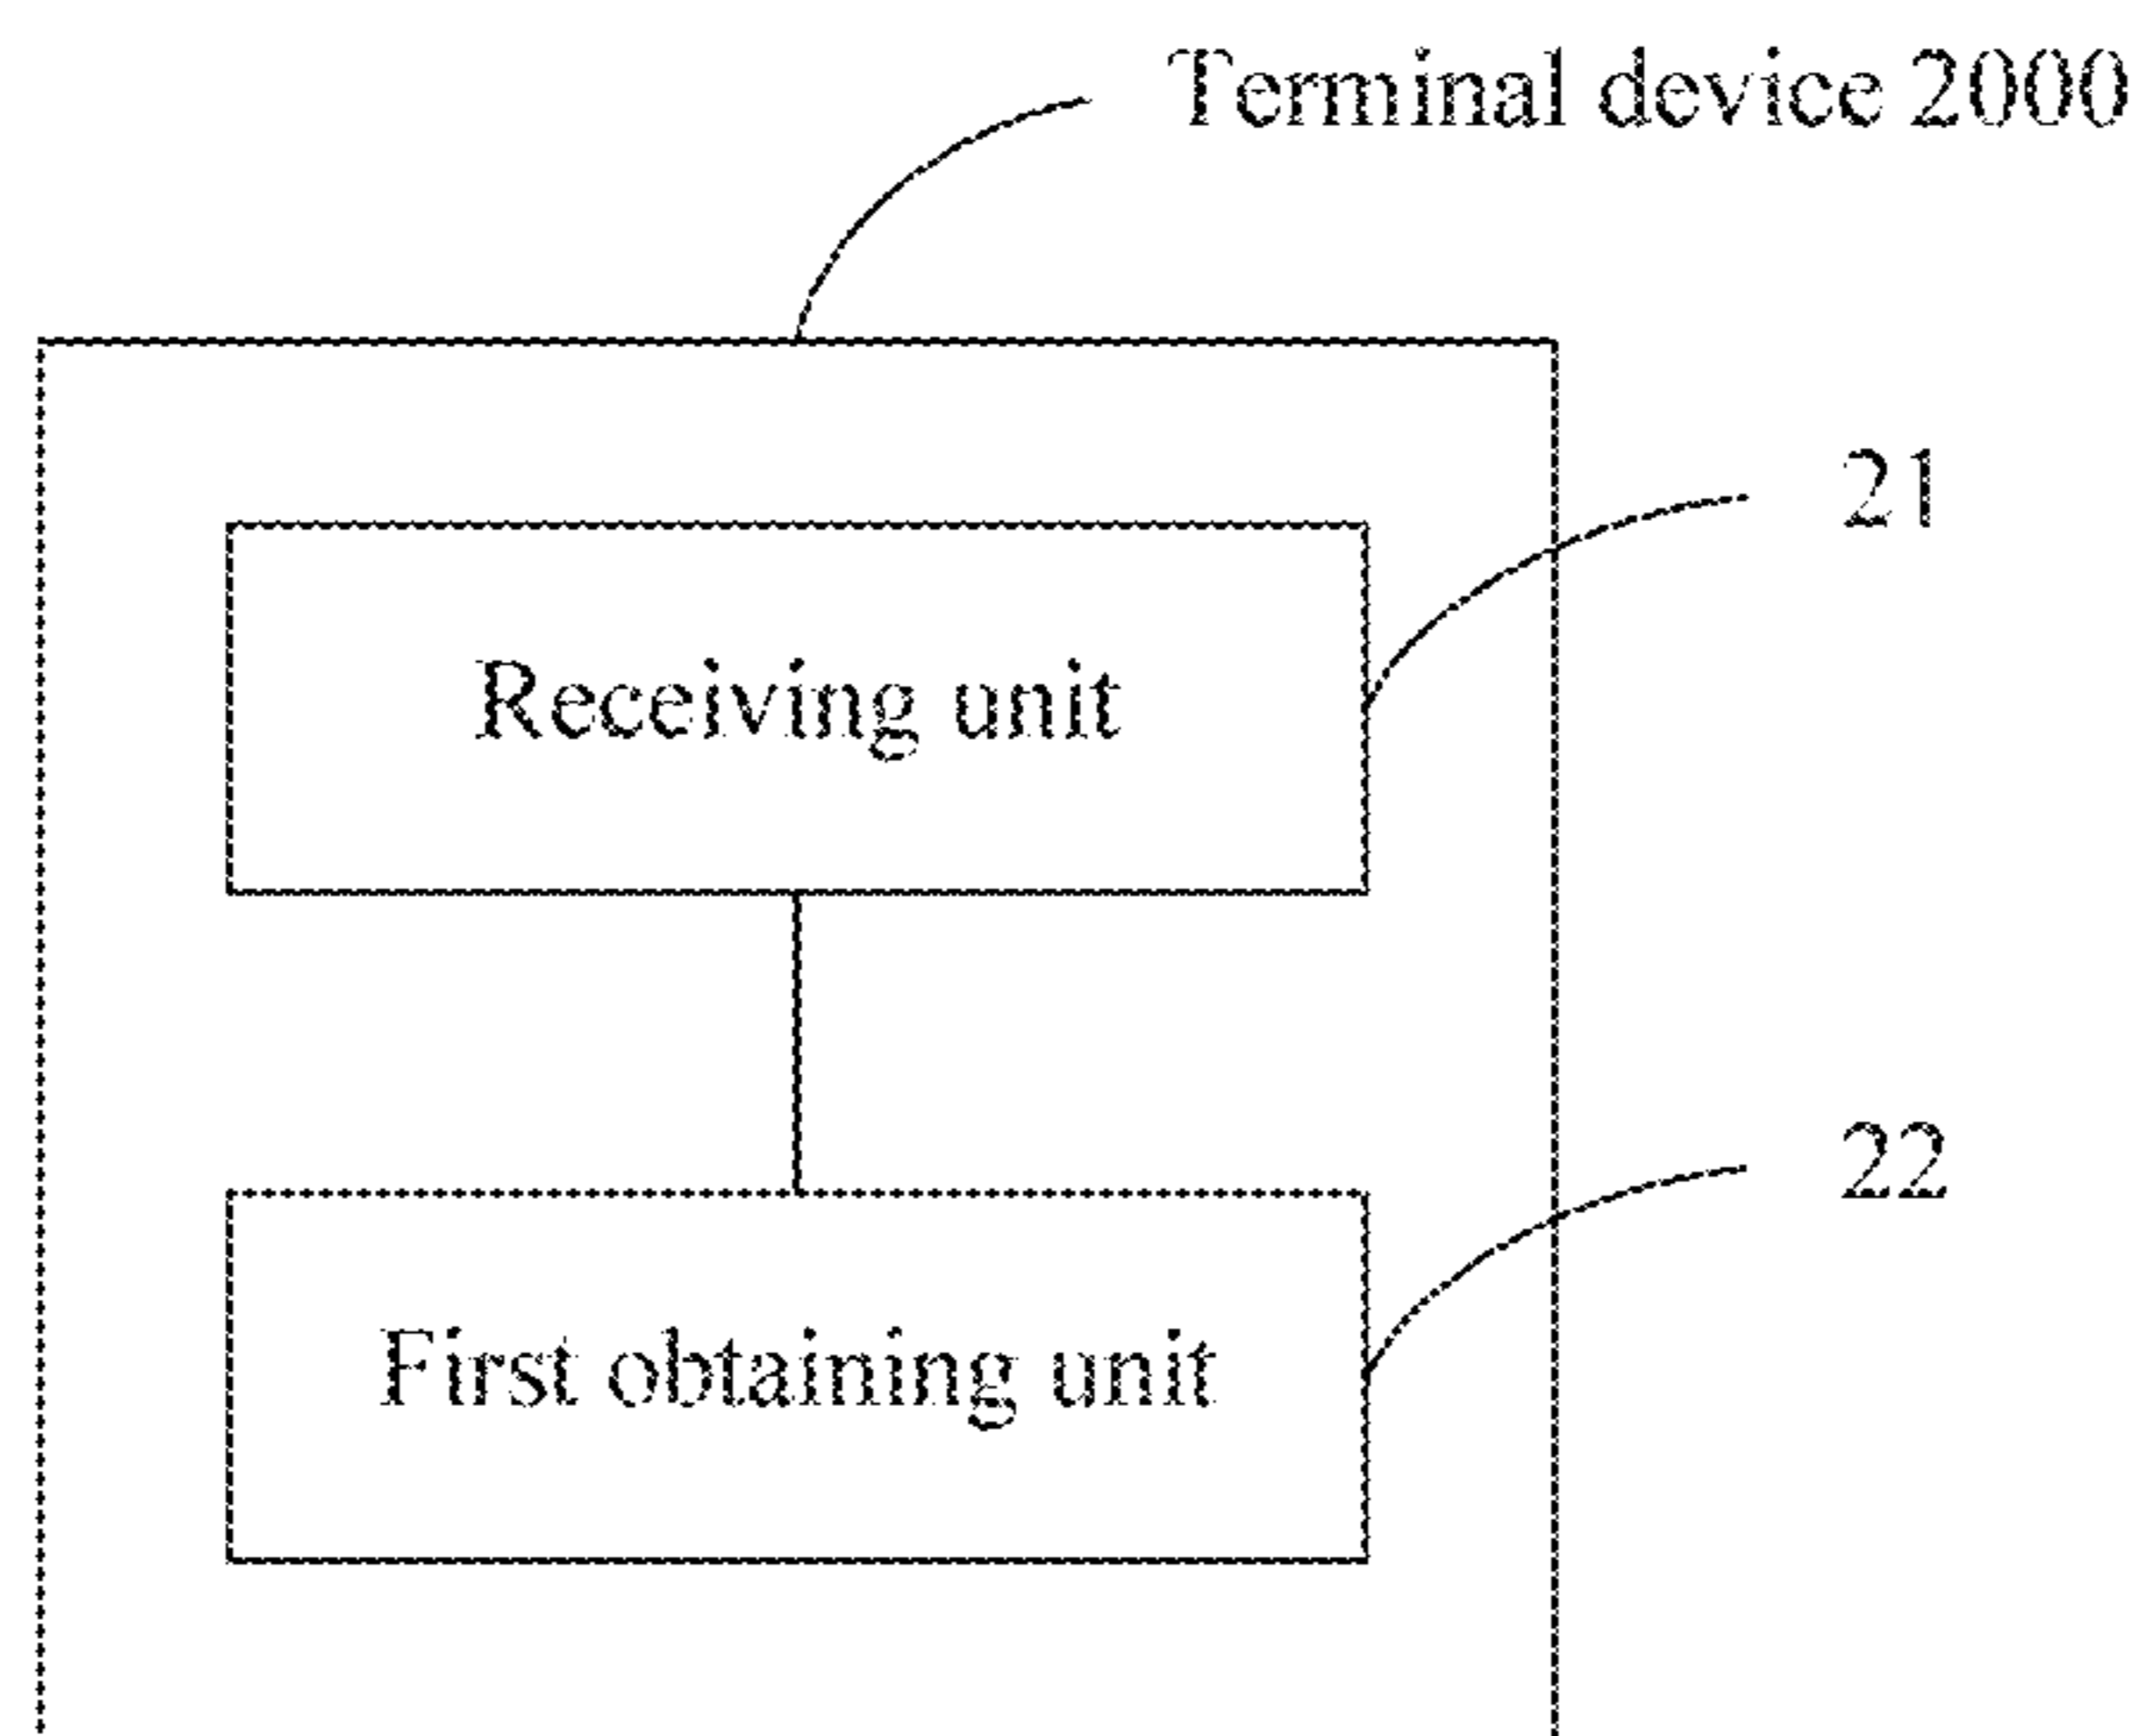 Terminal device 2000
21
Receiving unit
22
First obtaining unit